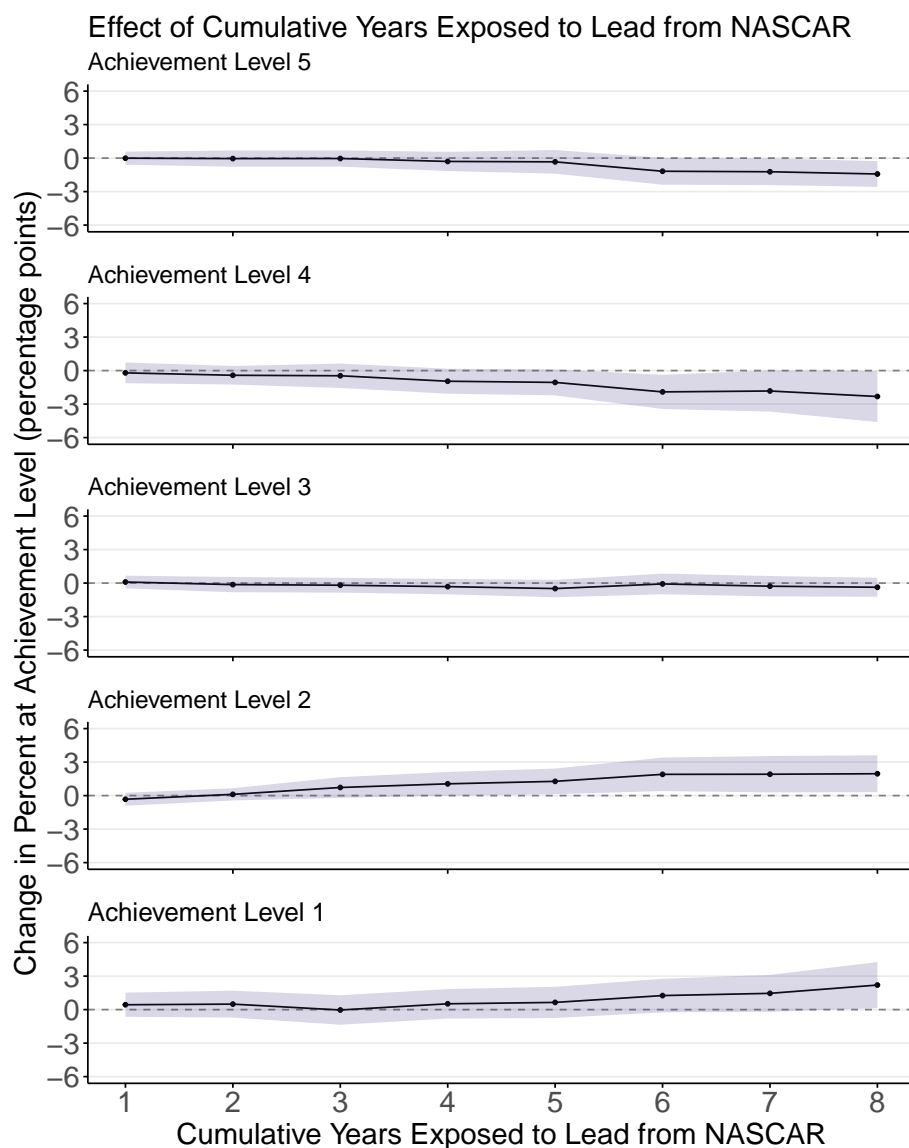 Effect of Cumulative Years Exposed to Lead from NASCAR
Change in Percent at Achievement Level (percentage points)
Achievement Level 5
6
3
0
−3
−6
Achievement Level 4
6
3
0
−3
−6
Achievement Level 3
6
3
0
−3
−6
Achievement Level 2
6
3
0
−3
−6
Achievement Level 1
6
3
0
−3
−6
1 2 3 4 5 6 7 8
Cumulative Years Exposed to Lead from NASCAR